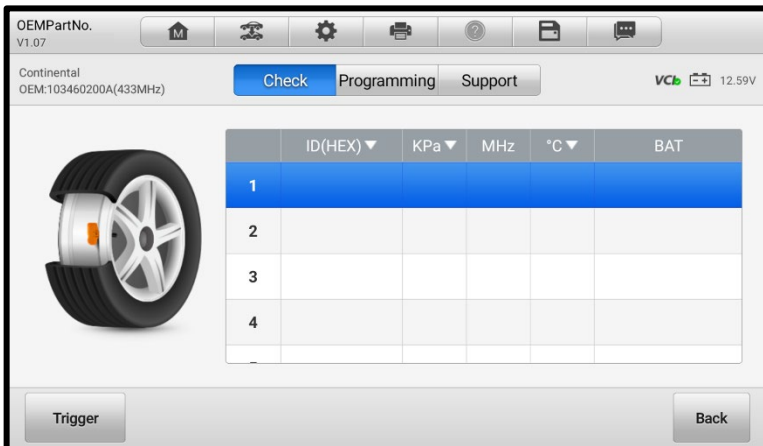 OEMPartNo.
V1.07
M
Continental
OEM:103460200A(433MHz)
Check Programming Support
VCI 12.59V
ID(HEX)▼ KPa▼ MHz °C▼ BAT
1
2
3
4
Trigger Back